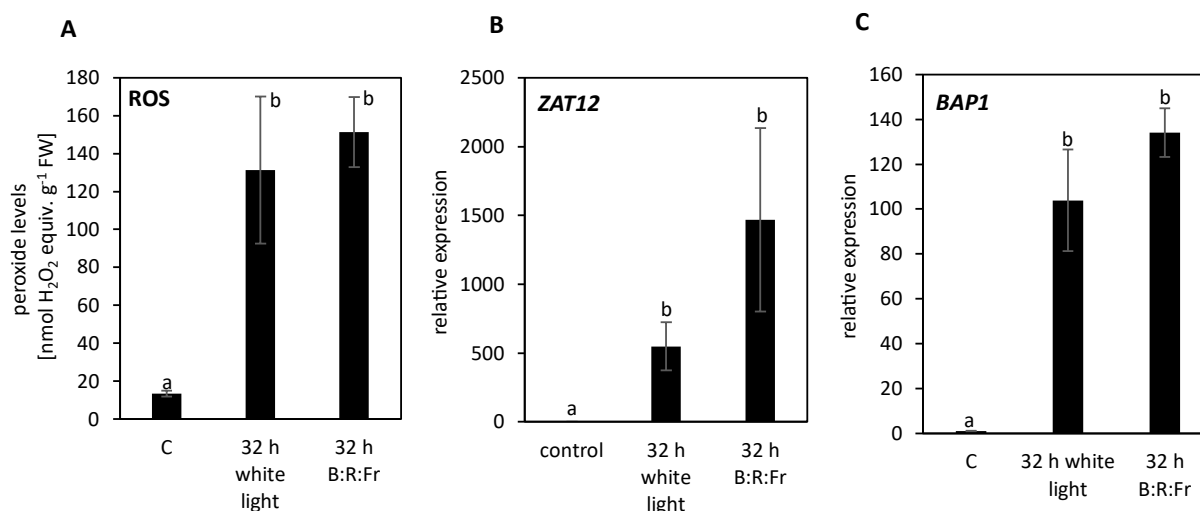 A
ROS
peroxide levels
[nmol H₂O₂ equiv. g⁻¹ FW]
180
160
140
120
100
80
60
40
20
0
a
b
b
C
32 h
white
light
32 h
B:R:Fr
B
ZAT12
relative expression
2500
2000
1500
1000
500
0
a
b
b
control
32 h
white
light
32 h
B:R:Fr
C
BAP1
relative expression
160
140
120
100
80
60
40
20
0
a
b
b
C
32 h white
light
32 h
B:R:Fr